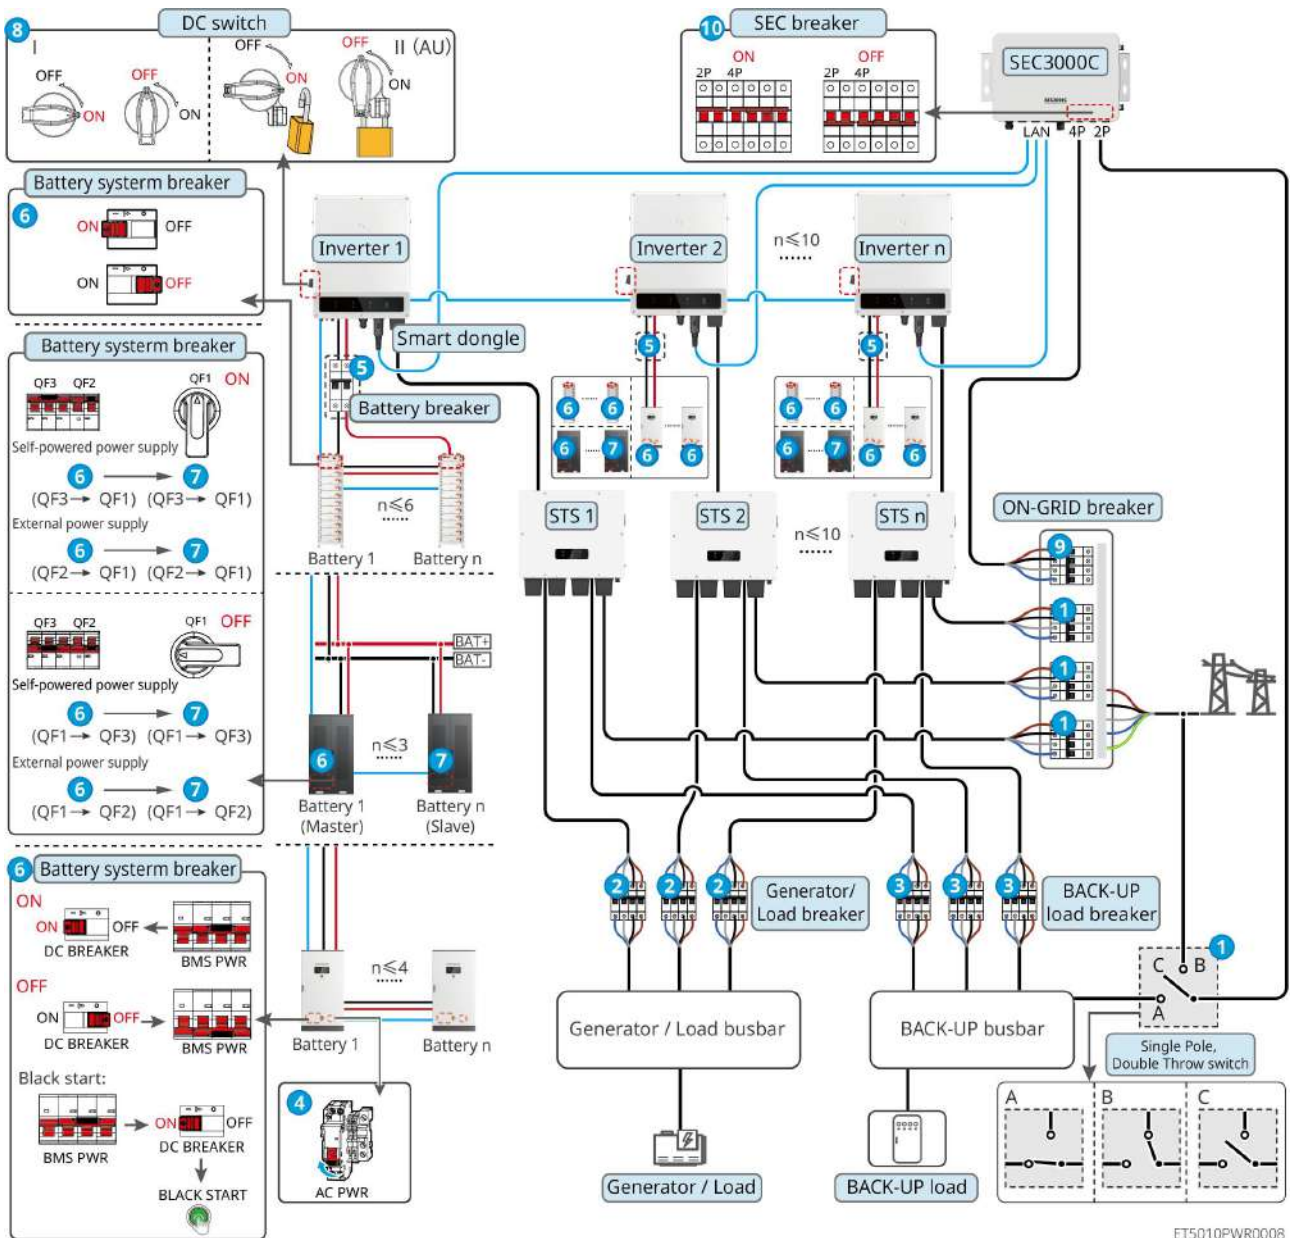 8
DC switch
I
II (AU)
OFF
ON
OFF
ON
OFF
ON
OFF
ON
10
SEC breaker
ON
OFF
2P 4P
2P 4P
SEC3000C
LAN 4P 2P
Battery systerm breaker
6
ON OFF
ON OFF
Inverter 1
Inverter 2
n≤10
......
Inverter n
Smart dongle
5
Battery breaker
5
5
Battery systerm breaker
QF3 QF2
QF1 ON
Self-powered power supply
6 7
(QF3→ QF1) (QF3→ QF1)
External power supply
6 7
(QF2→ QF1) (QF2→ QF1)
QF3 QF2
QF1 OFF
Self-powered power supply
6 7
(QF1→ QF3) (QF1→ QF3)
External power supply
6 7
(QF1→ QF2) (QF1→ QF2)
n≤6
......
Battery 1
Battery n
6 ...... 6
6 ...... 7 6 6
6 ...... 6
6 ...... 7 6 6
STS 1
STS 2
n≤10
......
STS n
ON-GRID breaker
9
1
1
1
BAT+
BAT-
6
n≤3
......
7
Battery 1
(Master)
Battery n
(Slave)
6
Battery systerm breaker
ON
ON OFF
DC BREAKER
BMS PWR
OFF
ON OFF
DC BREAKER
BMS PWR
Black start:
BMS PWR
ON OFF
DC BREAKER
BLACK START
n≤4
......
Battery 1
Battery n
4
AC PWR
2
2
2
Generator/
Load breaker
3
3
3
BACK-UP
load breaker
Generator / Load busbar
BACK-UP busbar
Generator / Load
BACK-UP load
1
C B
A
Single Pole,
Double Throw switch
A B C
ET5010PWR0008